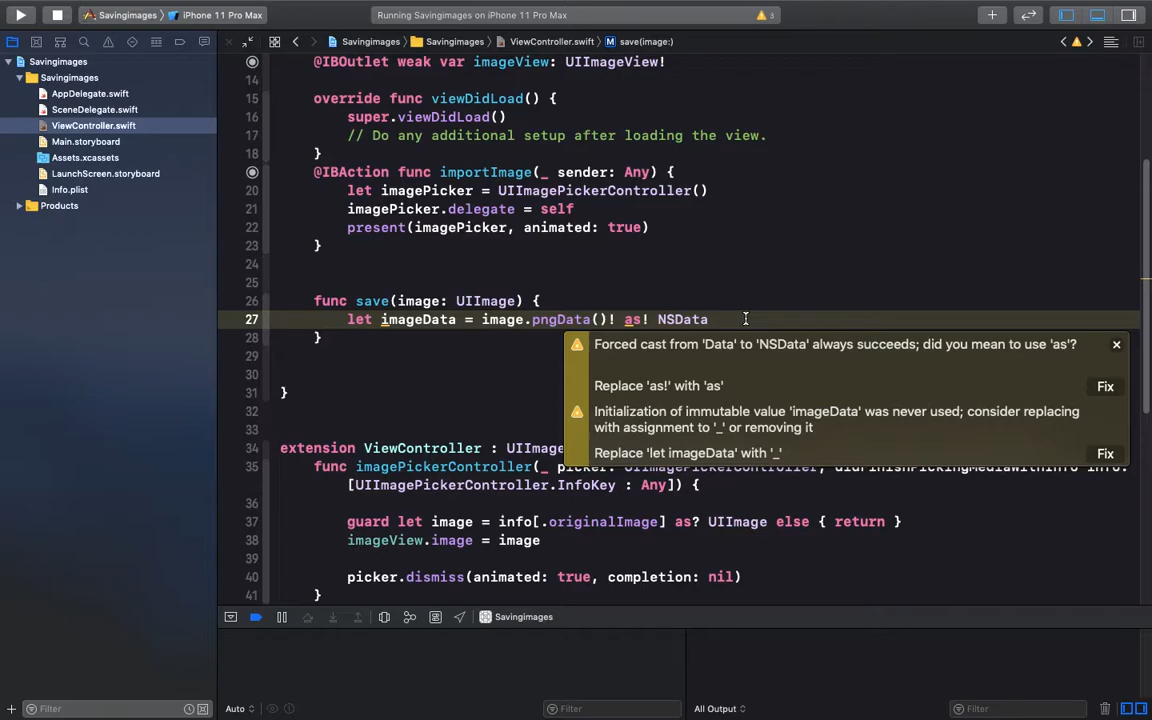 Savingimages
iPhone 11 Pro Max
Running Savingimages on iPhone 11 Pro Max
3
Savingimages
Savingimages
ViewController.swift
M
save(image:)
Savingimages
Savingimages
AppDelegate.swift
SceneDelegate.swift
ViewController.swift
Main.storyboard
Assets.xcassets
LaunchScreen.storyboard
Info.plist
Products
@IBOutlet weak var imageView: UIImageView!
14
15 override func viewDidLoad() {
16 super.viewDidLoad()
17 // Do any additional setup after loading the view.
18 }
@IBAction func importImage(_ sender: Any) {
20 let imagePicker = UIImagePickerController()
21 imagePicker.delegate = self
22 present(imagePicker, animated: true)
23 }
24
25
26 func save(image: UIImage) {
27 let imageData = image.pngData()! as! NSData
28 }
29
30
31 }
32
33
Forced cast from 'Data' to 'NSData' always succeeds; did you mean to use 'as'?
Replace 'as!' with 'as' Fix
Initialization of immutable value 'imageData' was never used; consider replacing
with assignment to '_' or removing it
Replace 'let imageData' with '_' Fix
34 extension ViewController : UIImag
35 func imagePickerController(_ picker: UIImagePickerController, didFinishPickingMediaWithInfo info:
[UIImagePickerController.InfoKey : Any]) {
36
37 guard let image = info[.originalImage] as? UIImage else { return }
38 imageView.image = image
39
40 picker.dismiss(animated: true, completion: nil)
41 }
Savingimages
Filter
Auto
Filter
All Output
Filter